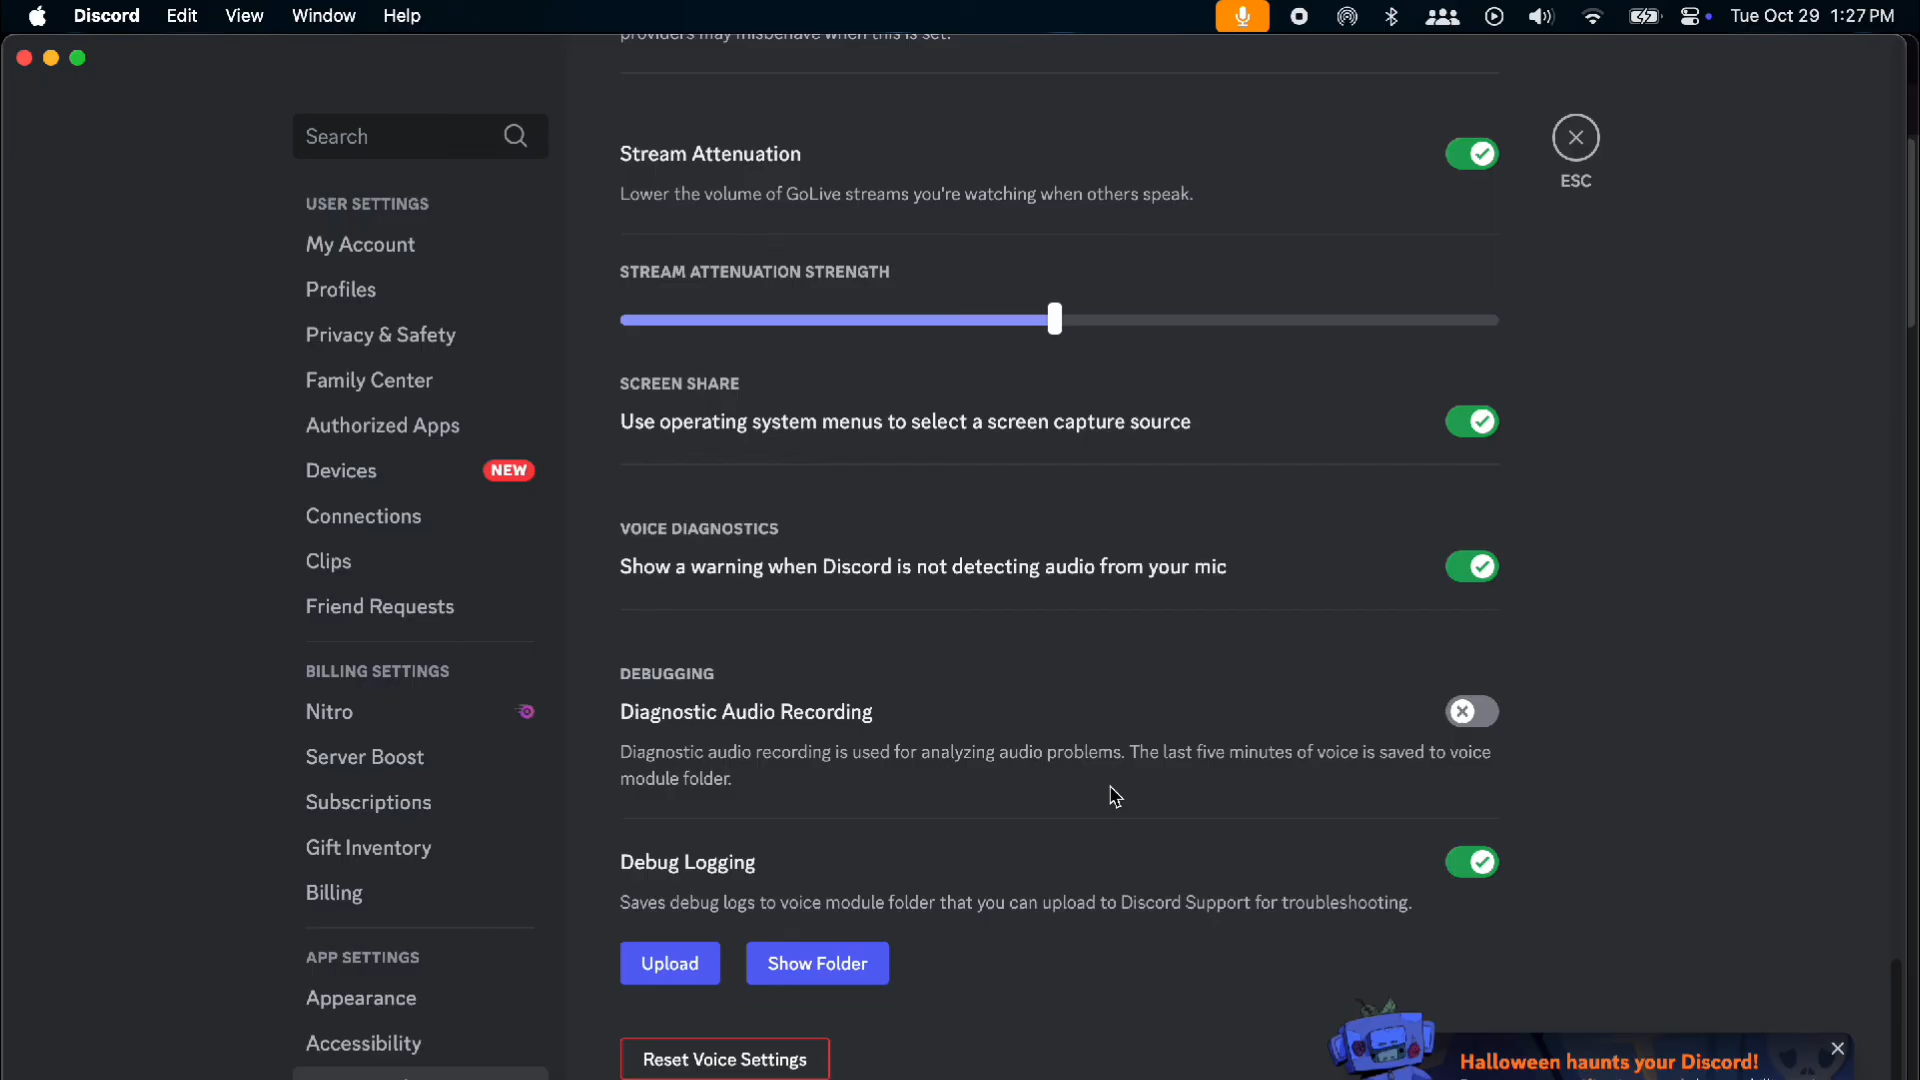 Discord Edit View Window Help Tue Oct 29 1:27 PM
providers may misbehave when this is set.
Search
USER SETTINGS
My Account
Profiles
Privacy & Safety
Family Center
Authorized Apps
Devices NEW
Connections
Clips
Friend Requests
BILLING SETTINGS
Nitro
Server Boost
Subscriptions
Gift Inventory
Billing
APP SETTINGS
Appearance
Accessibility
Stream Attenuation
Lower the volume of GoLive streams you're watching when others speak.
STREAM ATTENUATION STRENGTH
SCREEN SHARE
Use operating system menus to select a screen capture source
VOICE DIAGNOSTICS
Show a warning when Discord is not detecting audio from your mic
DEBUGGING
Diagnostic Audio Recording
Diagnostic audio recording is used for analyzing audio problems. The last five minutes of voice is saved to voice
module folder.
Debug Logging
Saves debug logs to voice module folder that you can upload to Discord Support for troubleshooting.
Upload Show Folder
Reset Voice Settings
ESC
Halloween haunts your Discord!